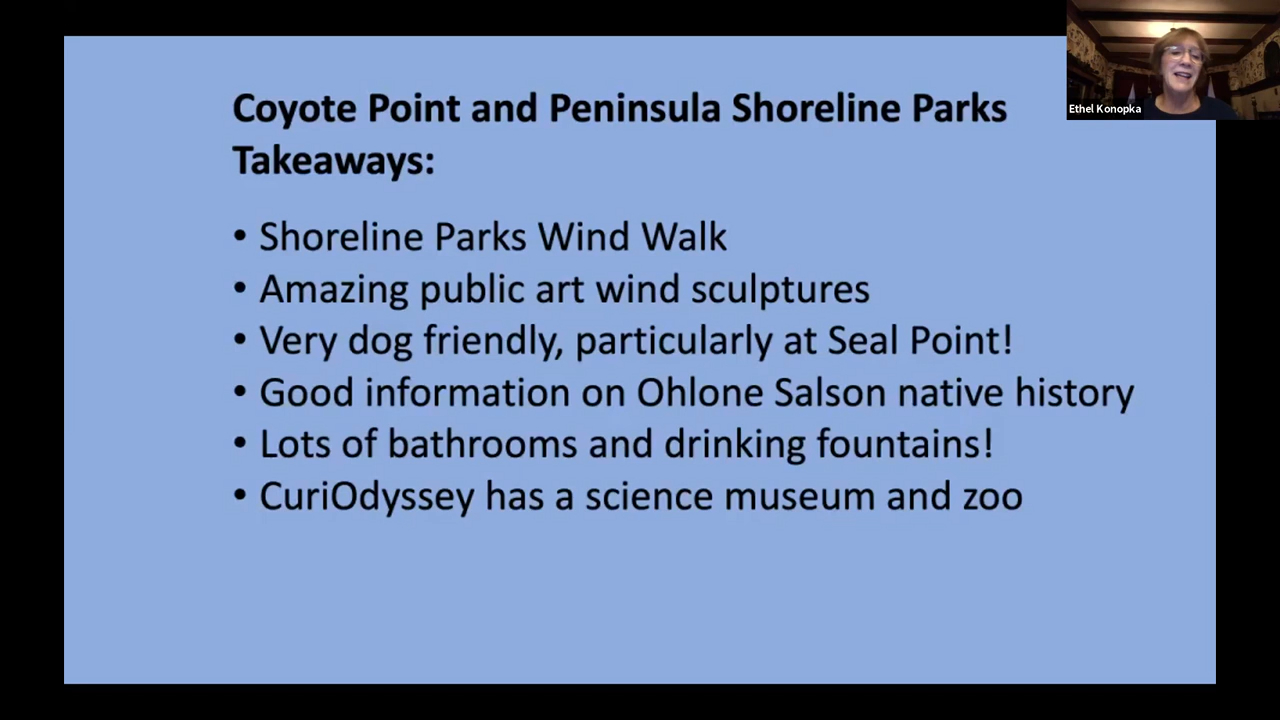 Coyote Point and Peninsula Shoreline Parks
Takeaways:
• Shoreline Parks Wind Walk
• Amazing public art wind sculptures
• Very dog friendly, particularly at Seal Point!
• Good information on Ohlone Salson native history
• Lots of bathrooms and drinking fountains!
• CuriOdyssey has a science museum and zoo
Ethel Konopka